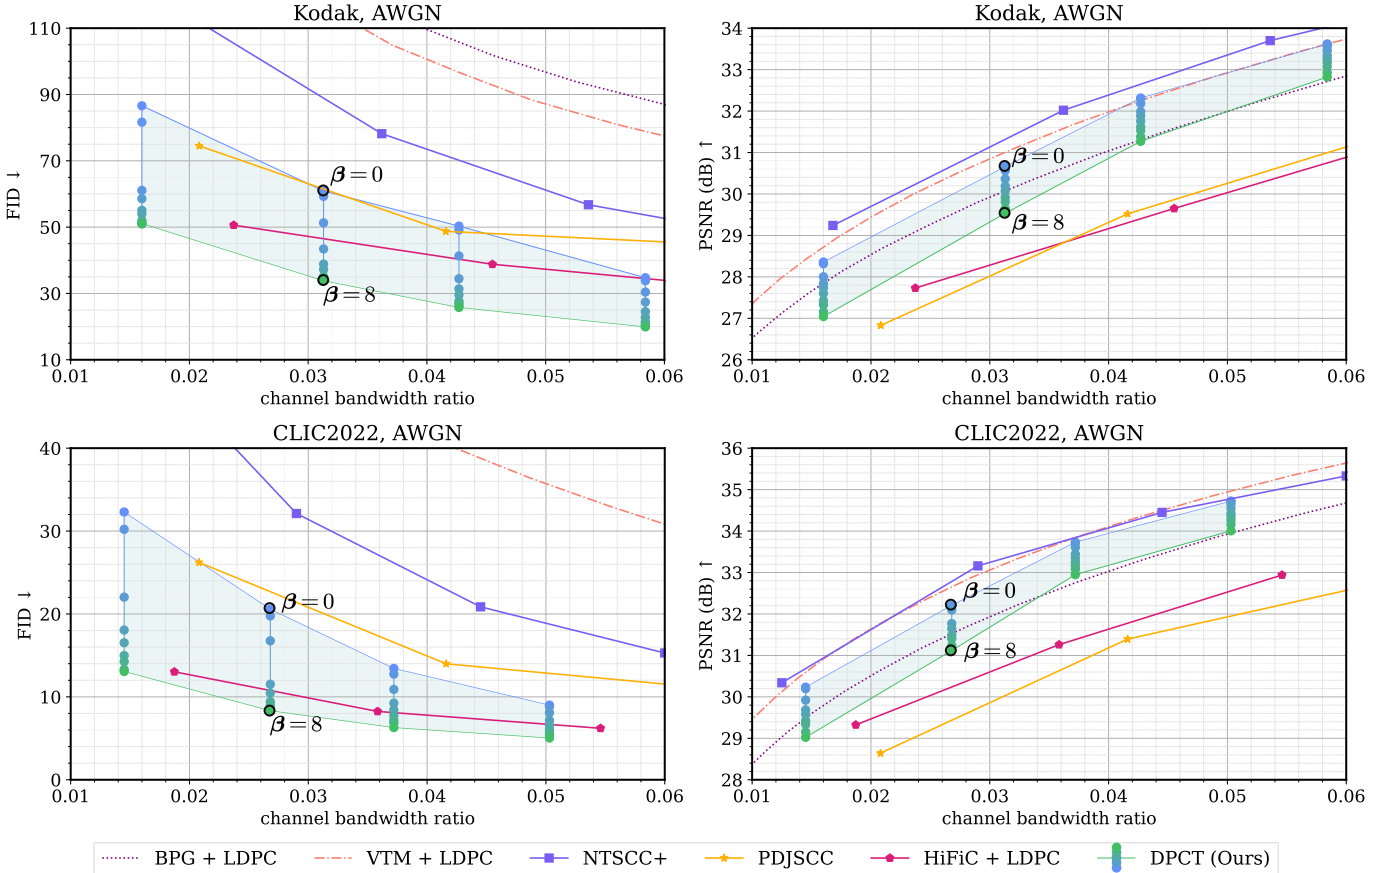 Kodak, AWGN
110
90
70
50
30
10
FID ↓
β=0
β=8
0.01 0.02 0.03 0.04 0.05 0.06
channel bandwidth ratio
Kodak, AWGN
34
33
32
31
30
29
28
27
26
PSNR (dB) ↑
β=0
β=8
0.01 0.02 0.03 0.04 0.05 0.06
channel bandwidth ratio
CLIC2022, AWGN
40
30
20
10
0
FID ↓
β=0
β=8
0.01 0.02 0.03 0.04 0.05 0.06
channel bandwidth ratio
CLIC2022, AWGN
36
35
34
33
32
31
30
29
28
PSNR (dB) ↑
β=0
β=8
0.01 0.02 0.03 0.04 0.05 0.06
channel bandwidth ratio
BPG + LDPC VTM + LDPC NTSCC+ PDJSCC HiFiC + LDPC DPCT (Ours)